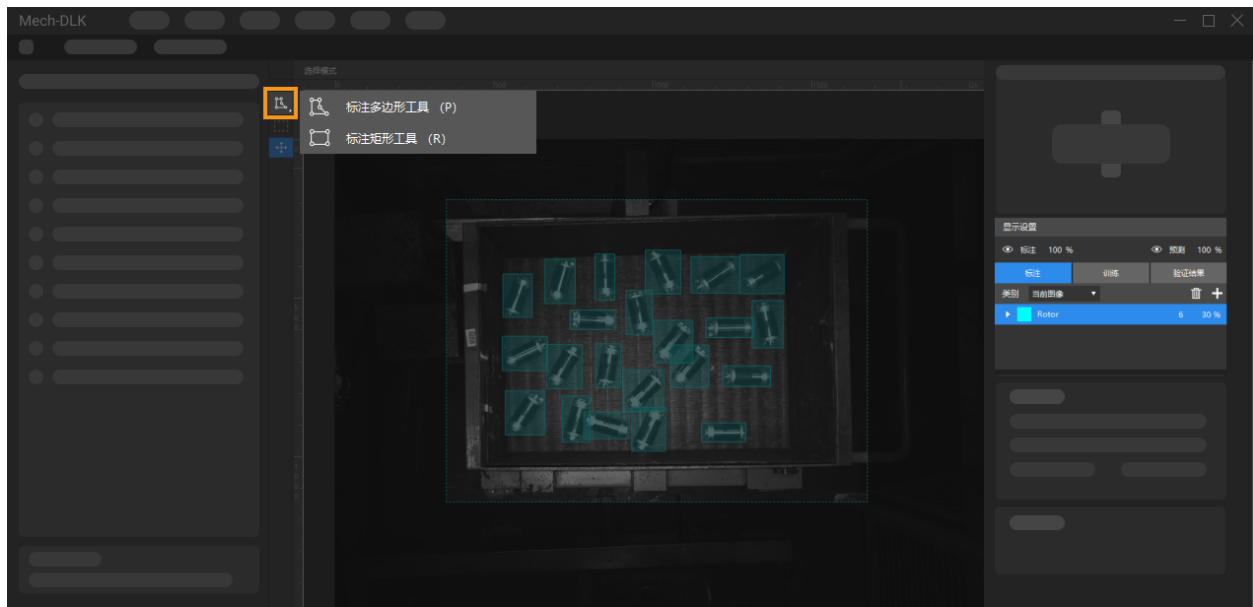 Mech-DLK
选择模式
标注多边形工具 (P)
标注矩形工具 (R)
显示设置
标注 100 %
预测 100 %
标注 训练 验证结果
类别 当前图像
Rotor 6 30 %